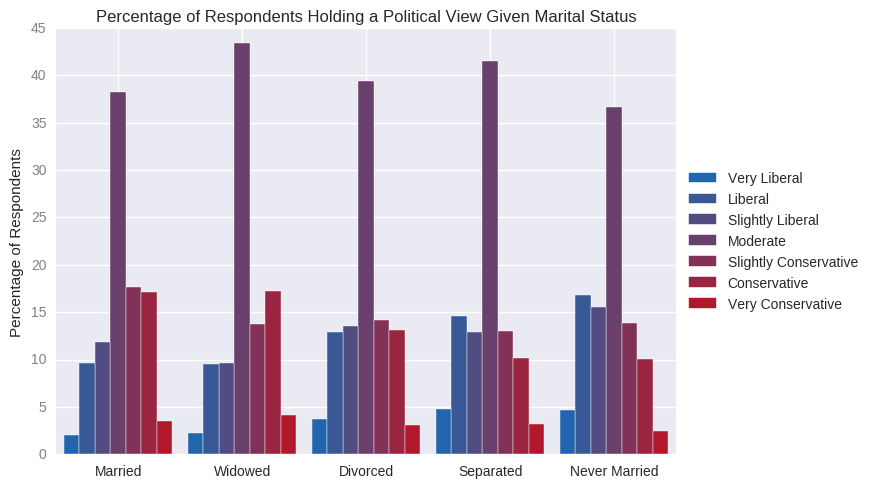 Percentage of Respondents Holding a Political View Given Marital Status
Percentage of Respondents
45
40
35
30
25
20
15
10
5
0
Married
Widowed
Divorced
Separated
Never Married
Very Liberal
Liberal
Slightly Liberal
Moderate
Slightly Conservative
Conservative
Very Conservative